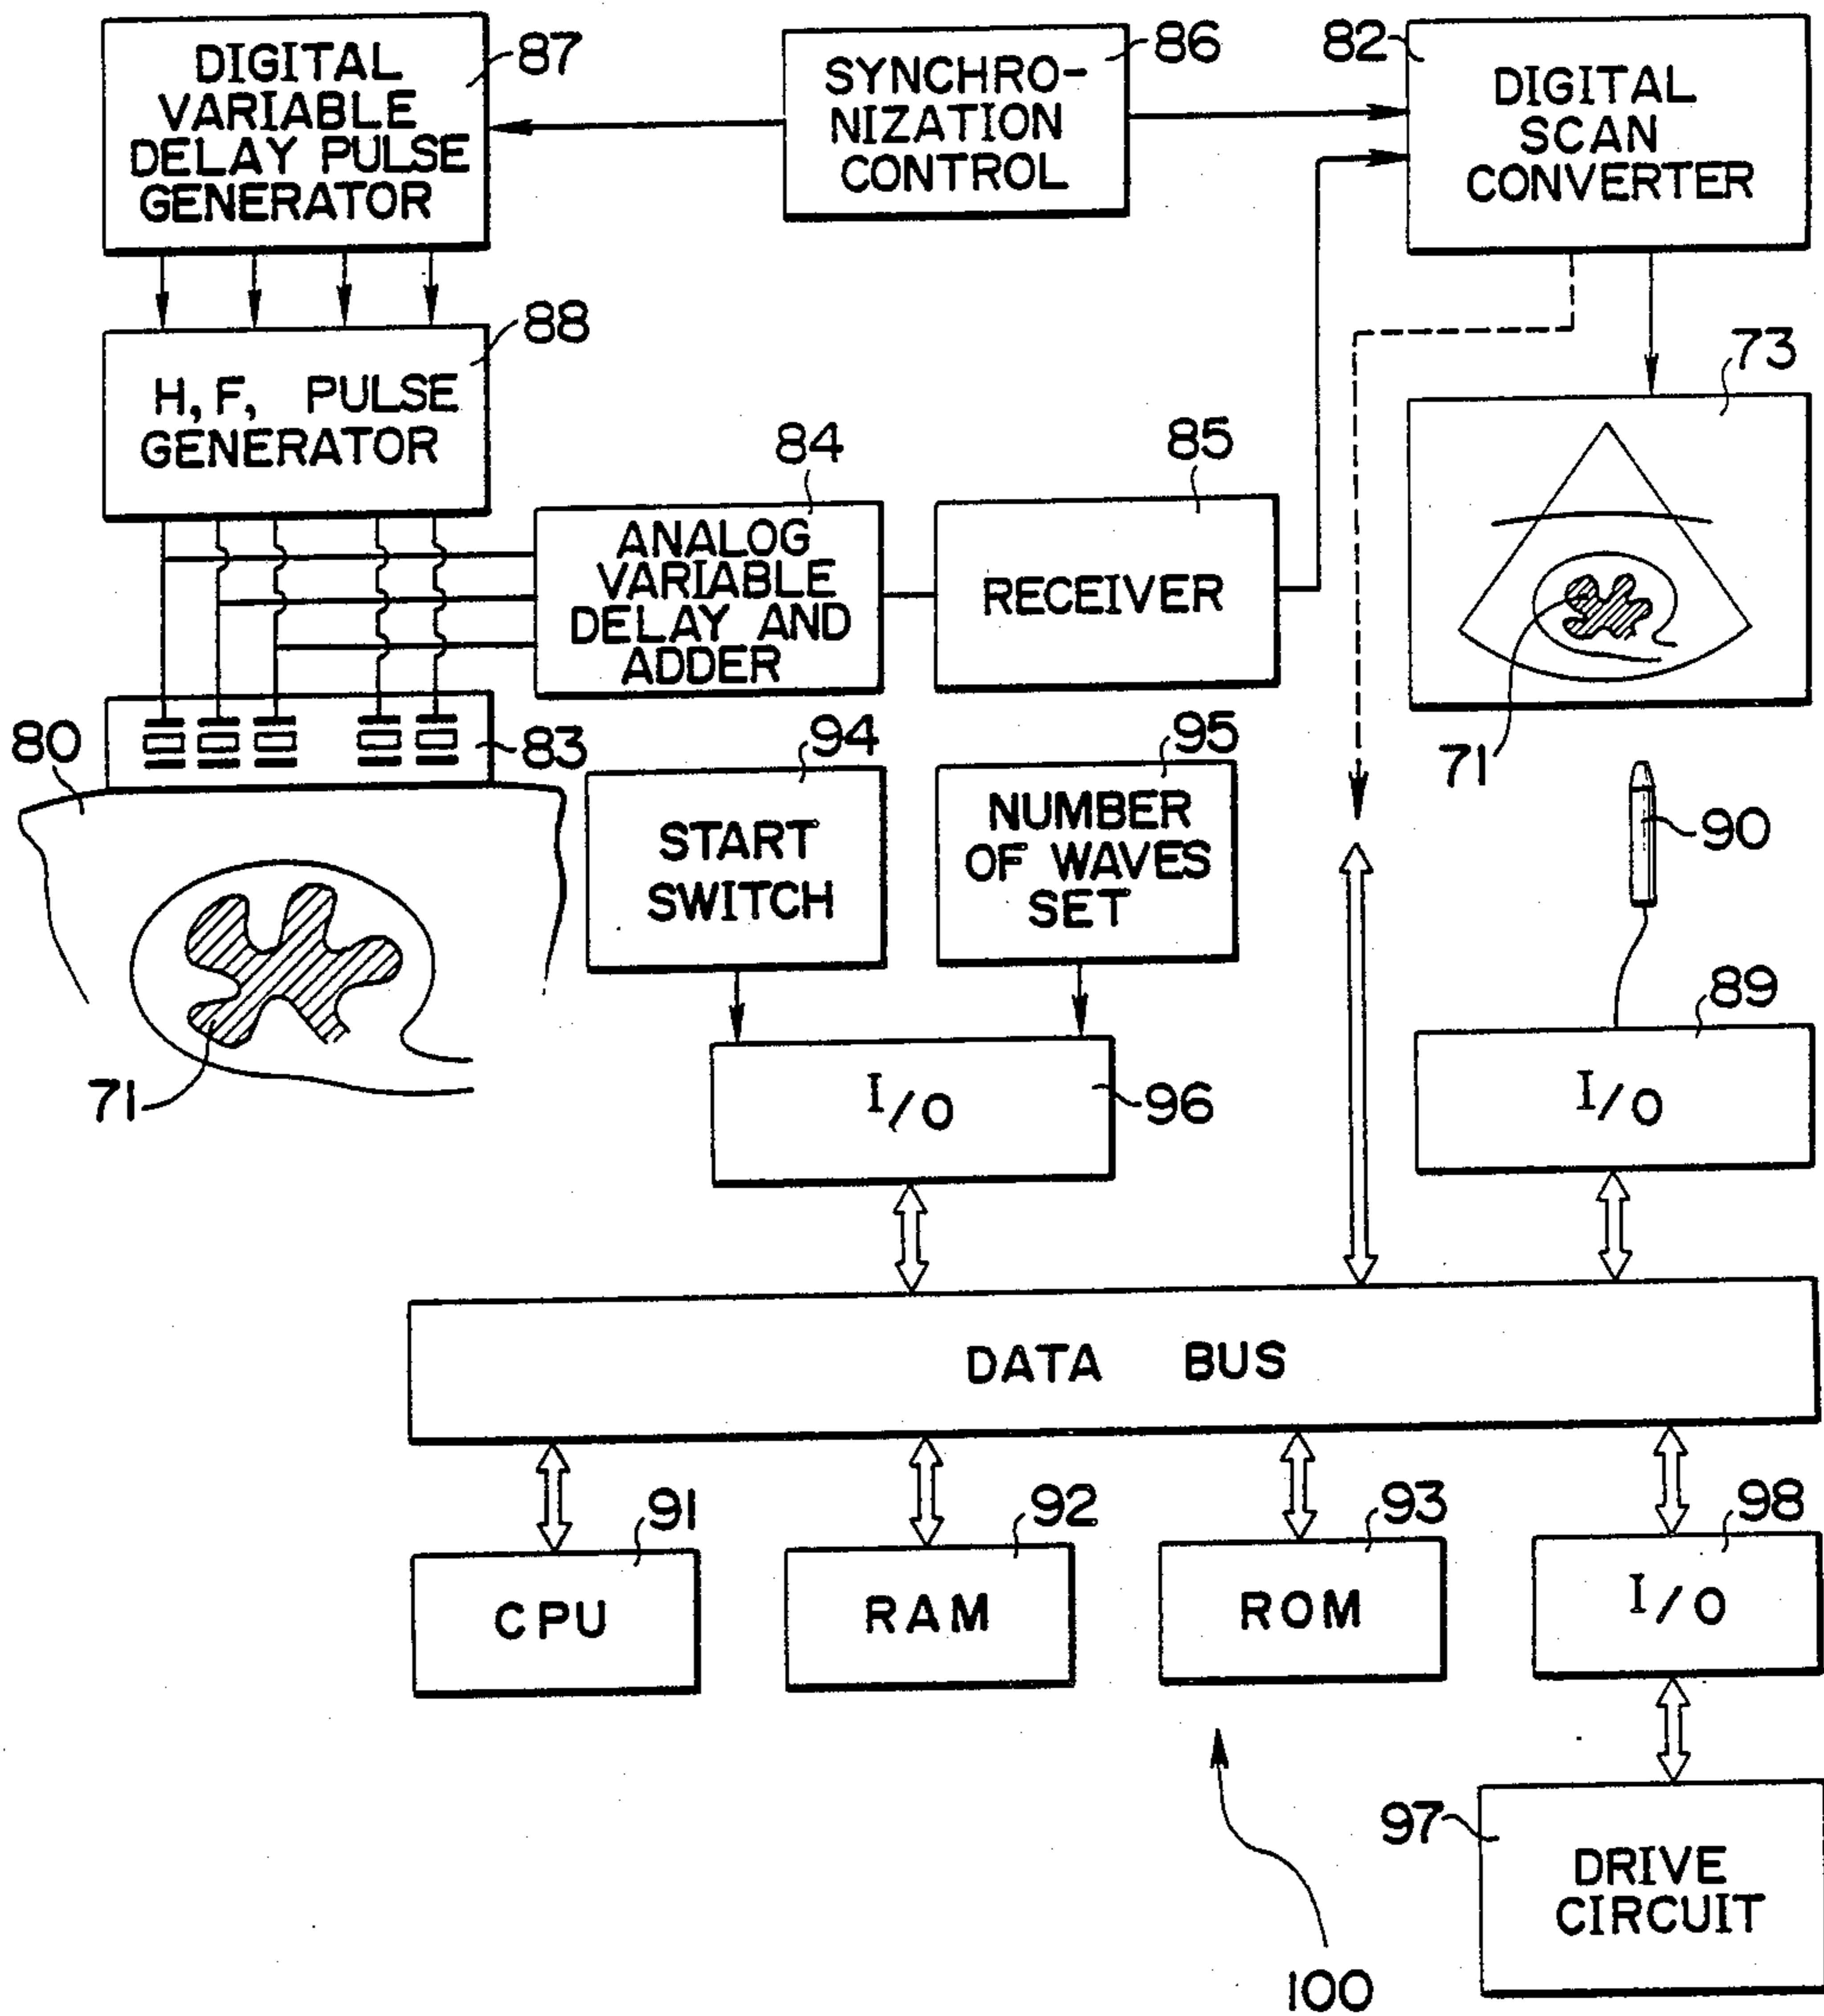 DIGITAL
VARIABLE
DELAY PULSE
GENERATOR
87
SYNCHRO-
NIZATION
CONTROL
86
82
DIGITAL
SCAN
CONVERTER
88
H, F, PULSE
GENERATOR
73
84
ANALOG
VARIABLE
DELAY AND
ADDER
85
RECEIVER
71
80
83
94
START
SWITCH
95
NUMBER
OF WAVES
SET
90
71
I/O
96
89
I/O
DATA BUS
91
CPU
92
RAM
93
ROM
98
I/O
97
DRIVE
CIRCUIT
100